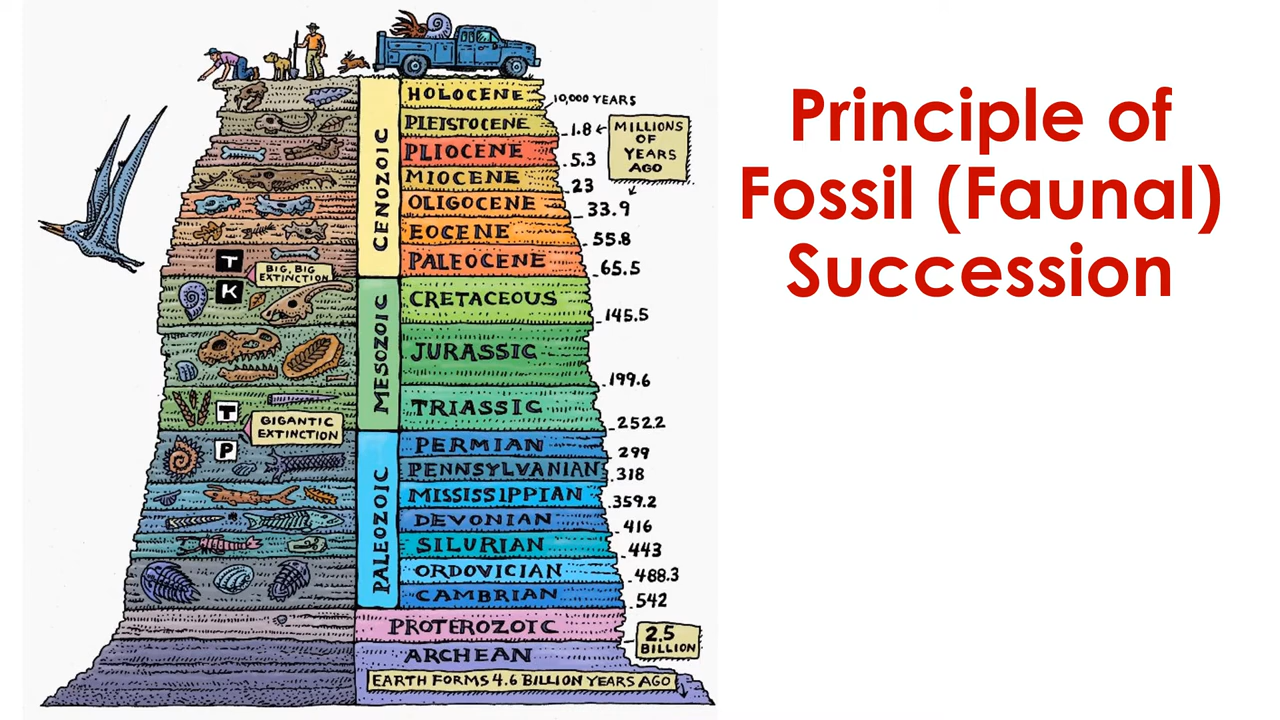 Principle of
Fossil (Faunal)
Succession
CENOZOIC
HOLOCENE
10,000 YEARS
PLEISTOCENE
1.8
MILLIONS
OF
YEARS
AGO
PLIOCENE
5.3
MIOCENE
23
OLIGOCENE
33.9
EOCENE
55.8
T
PALEOCENE
65.5
BIG, BIG
EXTINCTION
K
MESOZOIC
CRETACEOUS
145.5
JURASSIC
199.6
T
TRIASSIC
252.2
GIGANTIC
EXTINCTION
P
PALEOZOIC
PERMIAN
299
PENNSYLVANIAN
318
MISSISSIPPIAN
359.2
DEVONIAN
416
SILURIAN
443
ORDOVICIAN
488.3
CAMBRIAN
542
PROTEROZOIC
2.5
BILLION
ARCHEAN
EARTH FORMS 4.6 BILLION YEARS AGO